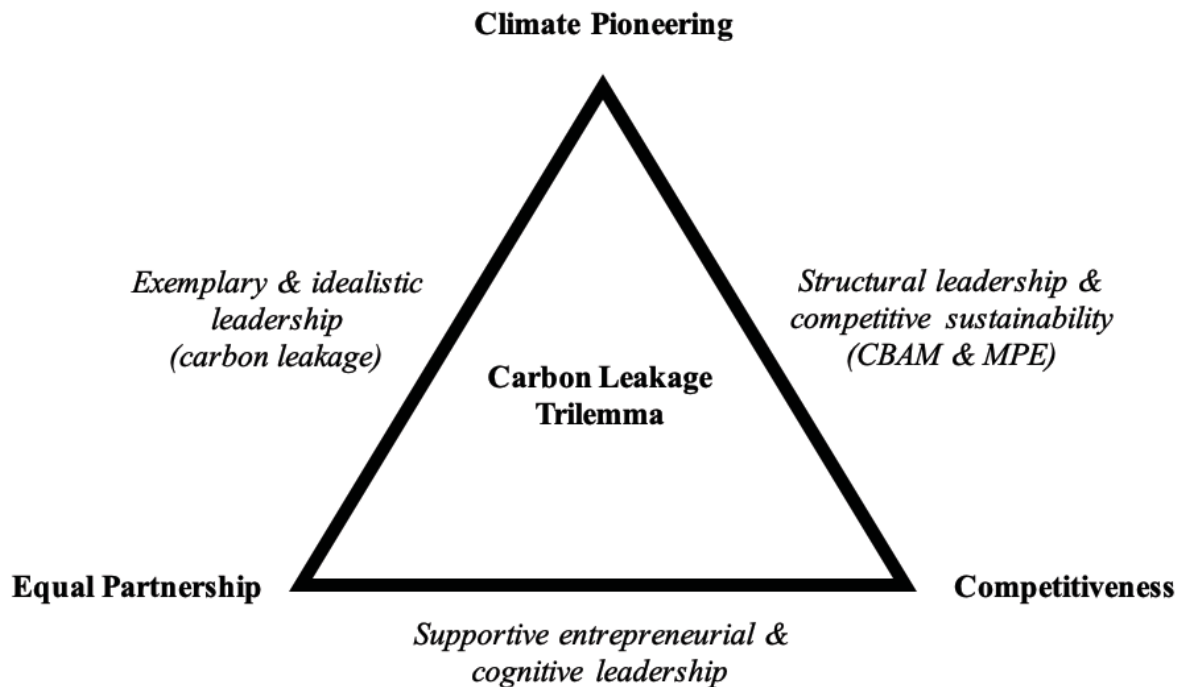 Climate Pioneering
Exemplary & idealistic
leadership
(carbon leakage)
Structural leadership &
competitive sustainability
(CBAM & MPE)
Carbon Leakage
Trilemma
Equal Partnership
Competitiveness
Supportive entrepreneurial &
cognitive leadership